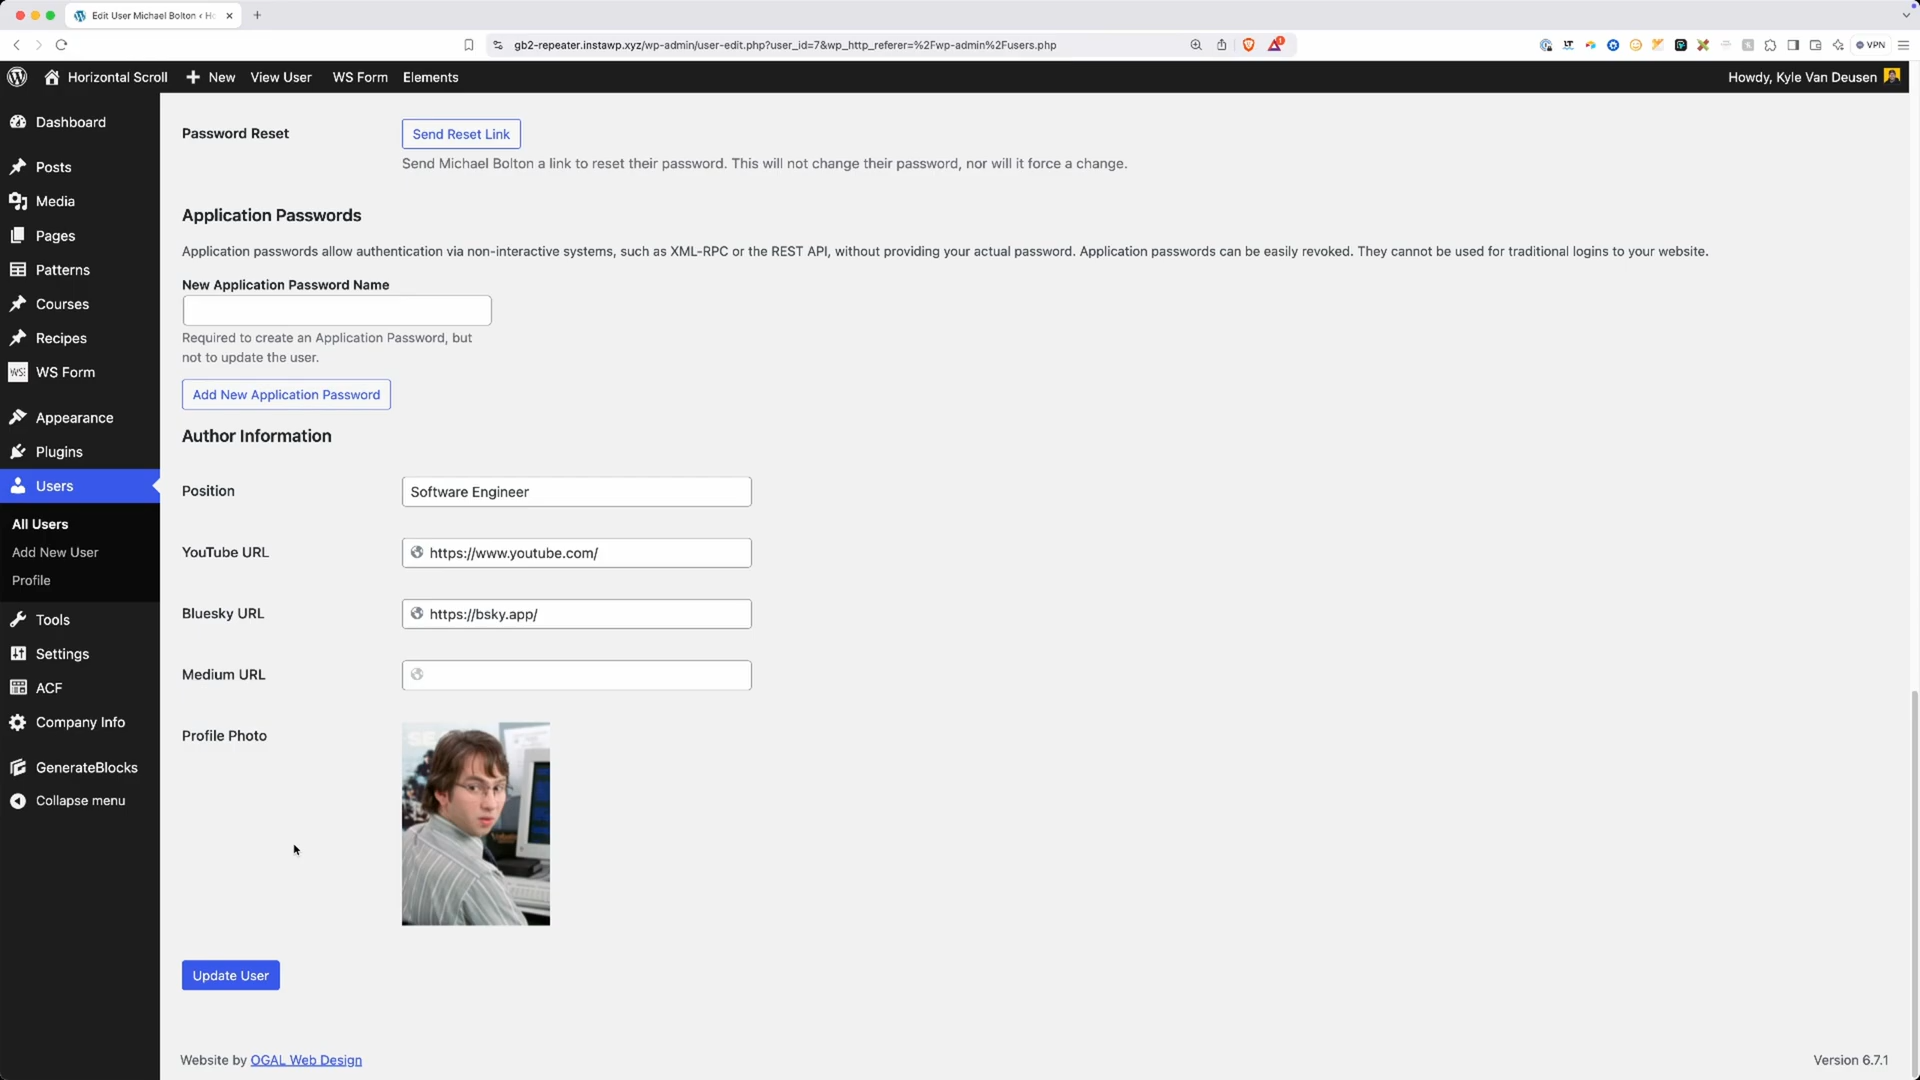 Edit User Michael Bolton ‹ Ho
gb2-repeater.instawp.xyz/wp-admin/user-edit.php?user_id=7&wp_http_referer=%2Fwp-admin%2Fusers.php
VPN
Horizontal Scroll
New
View User
WS Form
Elements
Howdy, Kyle Van Deusen
Dashboard
Posts
Media
Pages
Patterns
Courses
Recipes
WS Form
Appearance
Plugins
Users
All Users
Add New User
Profile
Tools
Settings
ACF
Company Info
GenerateBlocks
Collapse menu
Password Reset
Send Reset Link
Send Michael Bolton a link to reset their password. This will not change their password, nor will it force a change.
Application Passwords
Application passwords allow authentication via non-interactive systems, such as XML-RPC or the REST API, without providing your actual password. Application passwords can be easily revoked. They cannot be used for traditional logins to your website.
New Application Password Name
Required to create an Application Password, but
not to update the user.
Add New Application Password
Author Information
Position
Software Engineer
YouTube URL
https://www.youtube.com/
Bluesky URL
https://bsky.app/
Medium URL
Profile Photo
Update User
Website by OGAL Web Design
Version 6.7.1